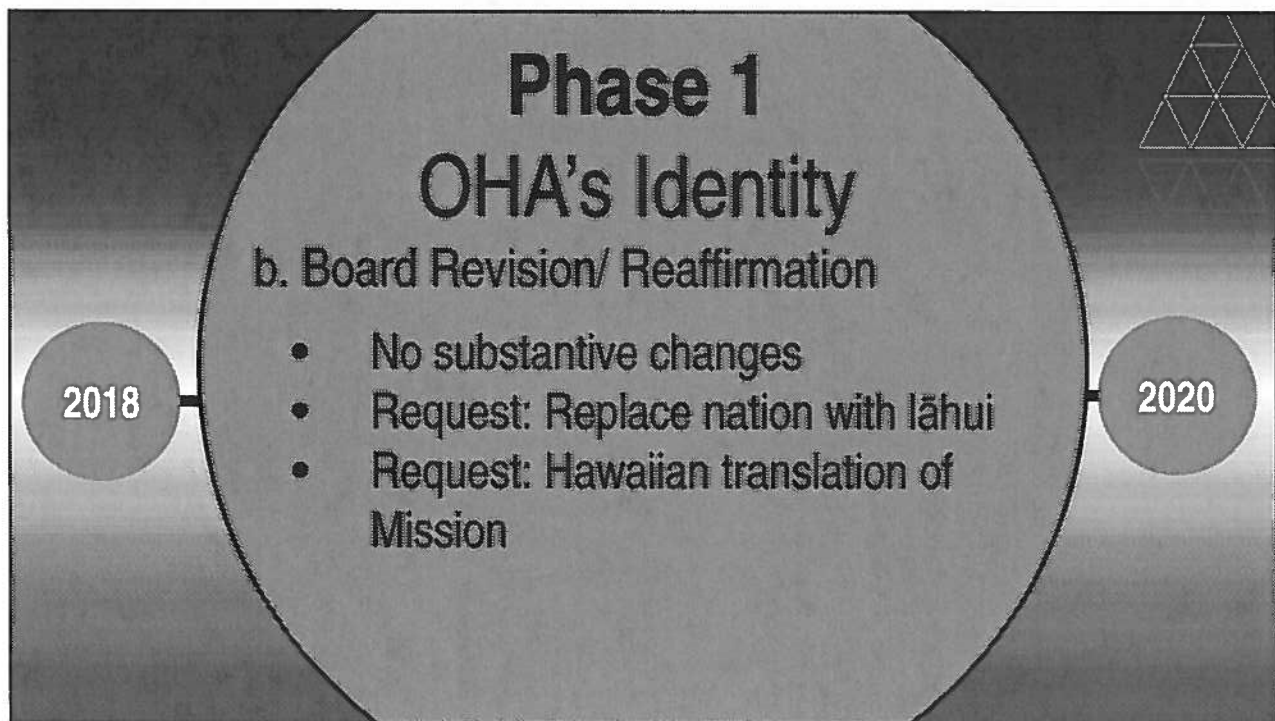 Phase 1
OHA's Identity
b. Board Revision/ Reaffirmation
• No substantive changes
• Request: Replace nation with lāhui
• Request: Hawaiian translation of
Mission
2018
2020